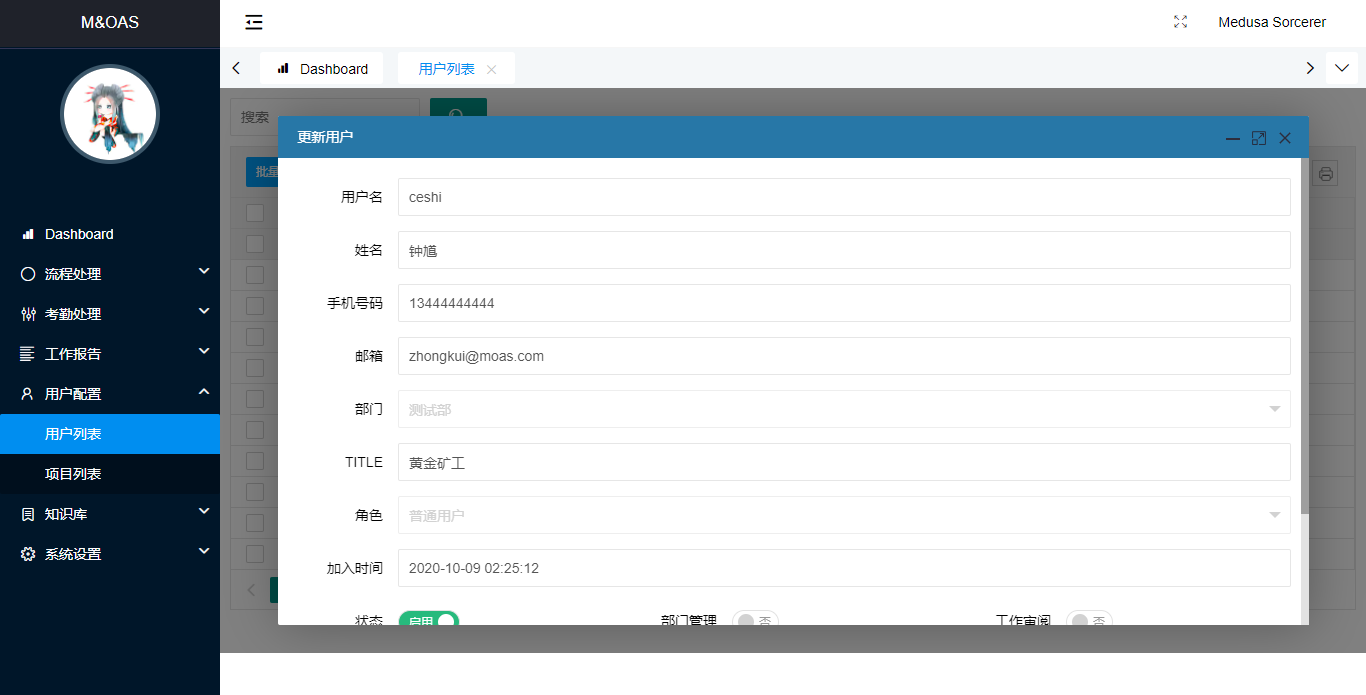 M&OAS
Medusa Sorcerer
Dashboard
用户列表
搜索
批量
Dashboard
流程处理
考勤处理
工作报告
用户配置
用户列表
项目列表
知识库
系统设置
更新用户
用户名
ceshi
姓名
钟馗
手机号码
13444444444
邮箱
zhongkui@moas.com
部门
测试部
TITLE
黄金矿工
角色
普通用户
加入时间
2020-10-09 02:25:12
状态
启用
部门管理
否
工作审阅
否